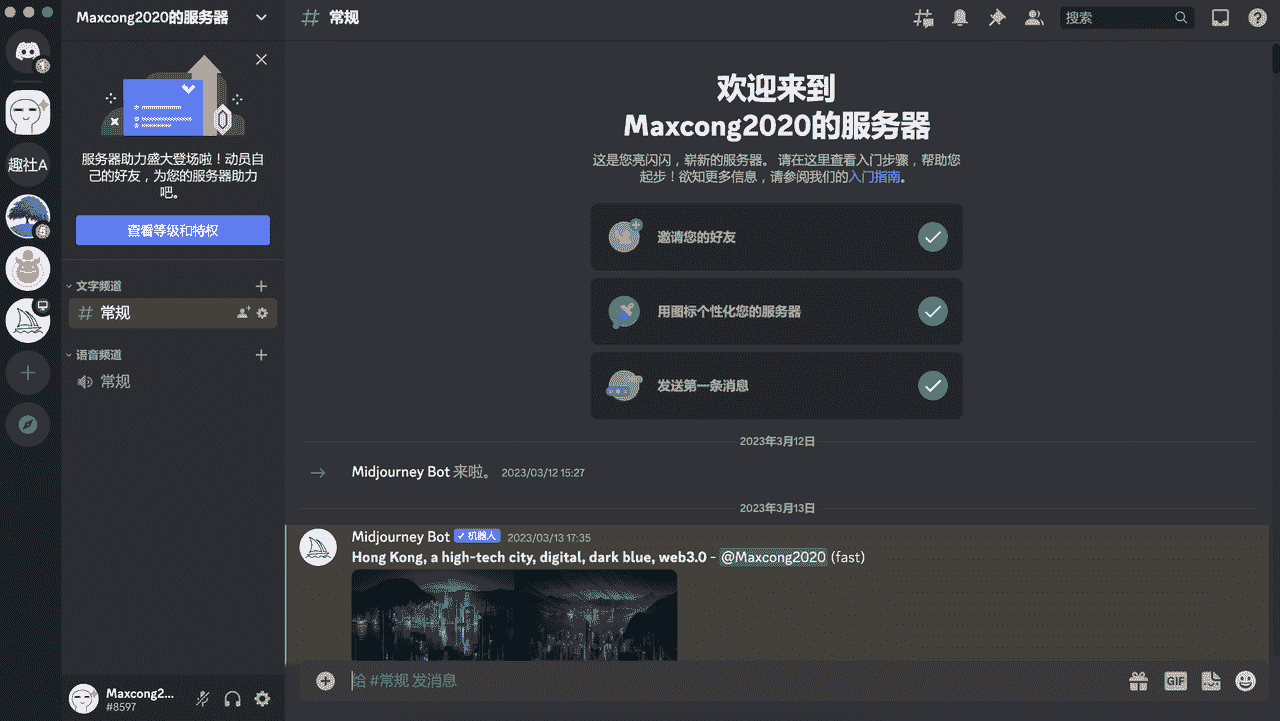 Maxcong2020的服务器
常规
搜索
1
服务器助力盛大登场啦！动员自
己的好友，为您的服务器助力
吧。
查看等级和特权
趣社A
文字频道
常规
语音频道
常规
欢迎来到
Maxcong2020的服务器
这是您亮闪闪，崭新的服务器。 请在这里查看入门步骤，帮助您
起步！欲知更多信息，请参阅我们的入门指南。
邀请您的好友
用图标个性化您的服务器
发送第一条消息
2023年3月12日
Midjourney Bot 来啦。 2023/03/12 15:27
2023年3月13日
Midjourney Bot 机器人 2023/03/13 17:35
Hong Kong, a high-tech city, digital, dark blue, web3.0 - @Maxcong2020 (fast)
给 #常规 发消息
GIF
Maxcong2...
#8597